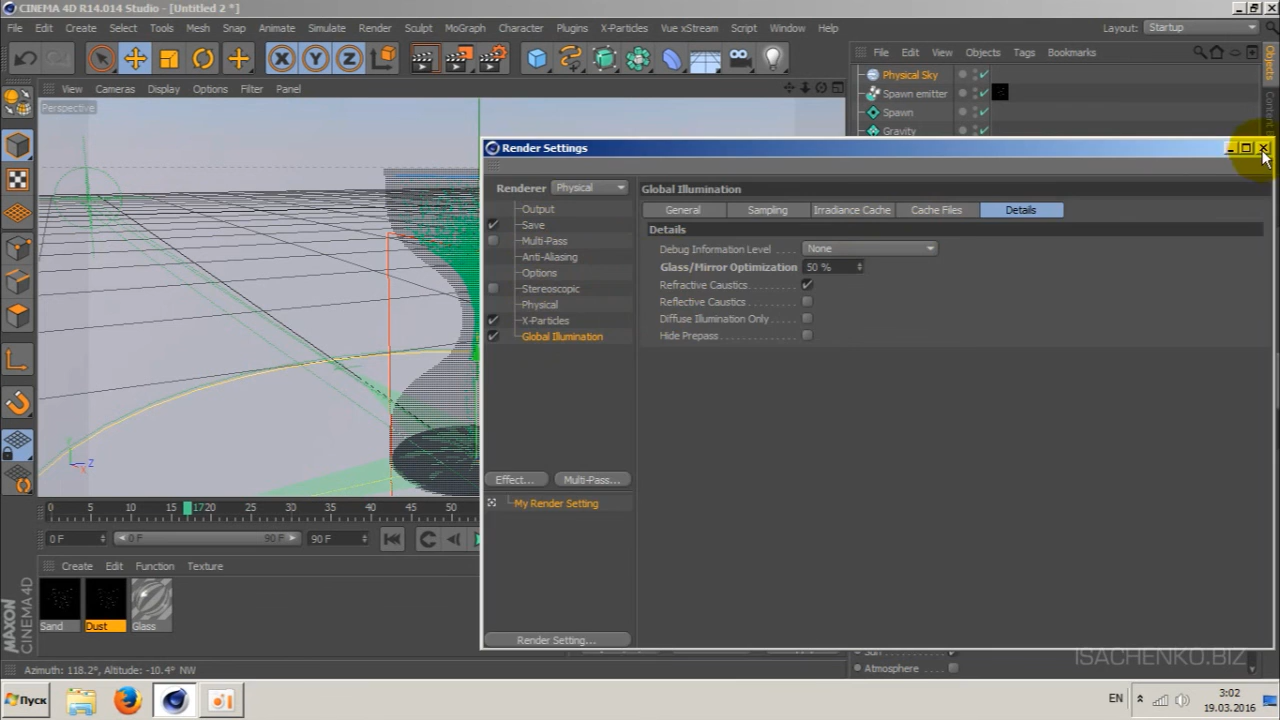 CINEMA 4D R14.014 Studio - [Untitled 2 *]
File Edit Create Select Tools Mesh Snap Animate Simulate Render Sculpt MoGraph Character Plugins X-Particles Vue xStream Script Window Help Layout: Startup
X Y Z
File Edit View Objects Tags Bookmarks
Objects
View Cameras Display Options Filter Panel
Perspective
Physical Sky
Spawn emitter
Spawn
Gravity
Render Settings
Renderer Physical
Output
Save
Multi-Pass
Anti-Aliasing
Options
Stereoscopic
Physical
X-Particles
Global Illumination
Effect... Multi-Pass...
My Render Setting
Render Setting...
Global Illumination
General Sampling Irradiance Cache Cache Files Details
Details
Debug Information Level None
Glass/Mirror Optimization 50 %
Refractive Caustics
Reflective Caustics
Diffuse Illumination Only
Hide Prepass
Y
Z
0 5 10 15 1720 25 30 35 40 45 50
0 F 0 F 90 F 90 F
Create Edit Function Texture
Sand Dust Glass
MAXON CINEMA 4D
Azimuth: 118.2°, Altitude: -10.4° NW
Atmosphere
ISACHENKO.BIZ
Пуск
EN 3:02
19.03.2016